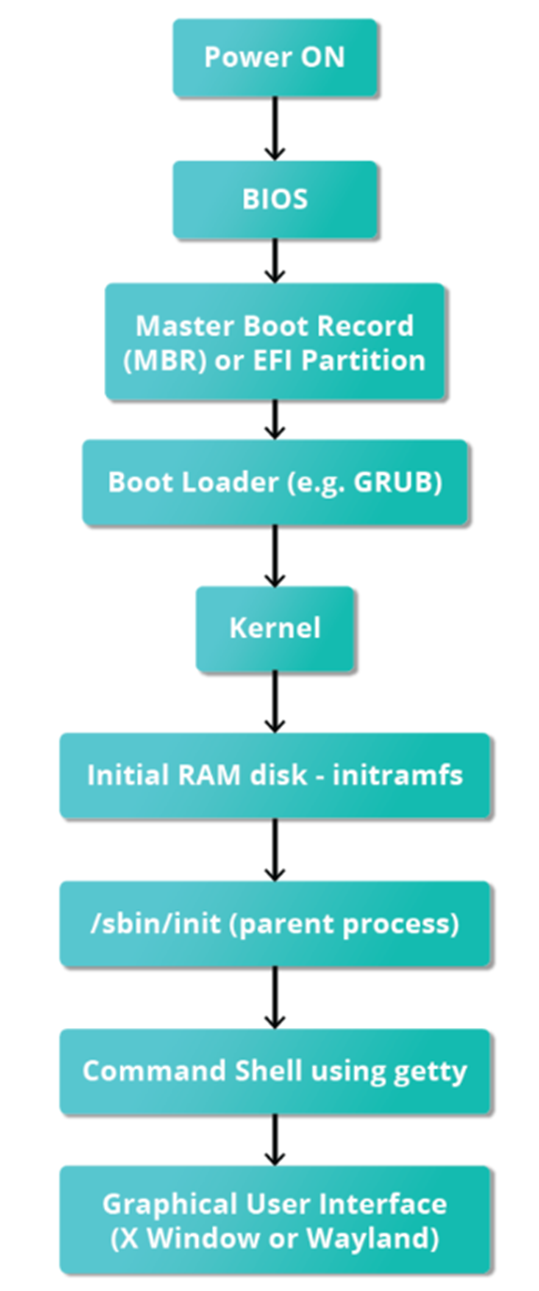 Power ON
BIOS
Master Boot Record
(MBR) or EFI Partition
Boot Loader (e.g. GRUB)
Kernel
Initial RAM disk - initramfs
/sbin/init (parent process)
Command Shell using getty
Graphical User Interface
(X Window or Wayland)